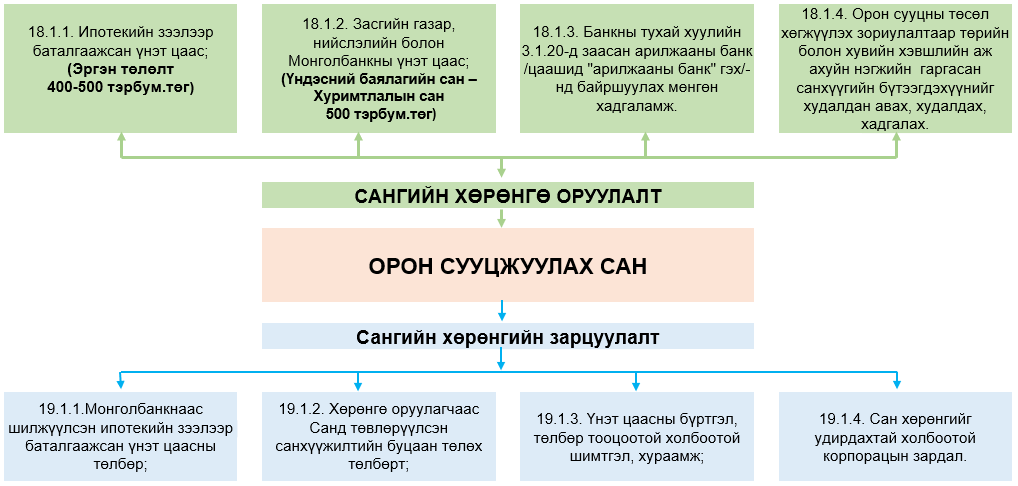 18.1.1. Ипотекийн зээлээр
баталгаажсан үнэт цаас;
(Эргэн төлөлт
400-500 тэрбум.төг)
18.1.2. Засгийн газар,
нийслэлийн болон
Монголбанкны үнэт цаас;
(Үндэсний баялагийн сан –
Хуримтлалын сан
500 тэрбум.төг)
18.1.3. Банкны тухай хуулийн
3.1.20-д заасан арилжааны банк
/цаашид "арилжааны банк" гэх/-
нд байршуулах мөнгөн
хадгаламж.
18.1.4. Орон сууцны төсөл
хөгжүүлэх зориулалтаар төрийн
болон хувийн хэвшлийн аж
ахуйн нэгжийн гаргасан
санхүүгийн бүтээгдэхүүнийг
худалдан авах, худалдах,
хадгалах.
САНГИЙН ХӨРӨНГӨ ОРУУЛАЛТ
ОРОН СУУЦЖУУЛАХ САН
Сангийн хөрөнгийн зарцуулалт
19.1.1.Монголбанкнаас
шилжүүлсэн ипотекийн зээлээр
баталгаажсан үнэт цаасны
төлбөр;
19.1.2. Хөрөнгө оруулагчаас
Санд төвлөрүүлсэн
санхүүжилтийн буцаан төлөх
төлбөрт;
19.1.3. Үнэт цаасны бүртгэл,
төлбөр тооцоотой холбоотой
шимтгэл, хураамж;
19.1.4. Сан хөрөнгийг
удирдахтай холбоотой
корпорацын зардал.